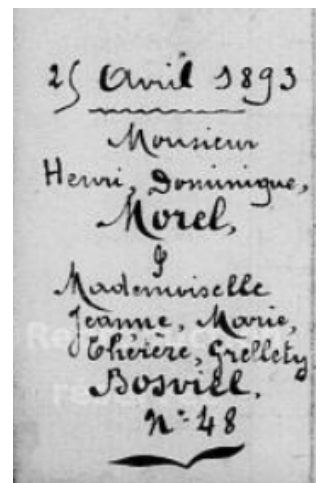 25 Avril 1893
Monsieur
Henri, Dominique,
Morel,
&
Mademoiselle
Jeanne, Marie,
Thérèse, Grellety
Bosviel,
N° 48